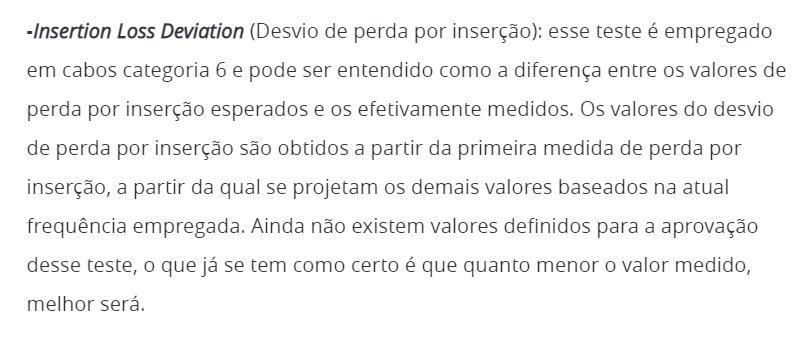 -Insertion Loss Deviation (Desvio de perda por inserção): esse teste é empregado
em cabos categoria 6 e pode ser entendido como a diferença entre os valores de
perda por inserção esperados e os efetivamente medidos. Os valores do desvio
de perda por inserção são obtidos a partir da primeira medida de perda por
inserção, a partir da qual se projetam os demais valores baseados na atual
frequência empregada. Ainda não existem valores definidos para a aprovação
desse teste, o que já se tem como certo é que quanto menor o valor medido,
melhor será.